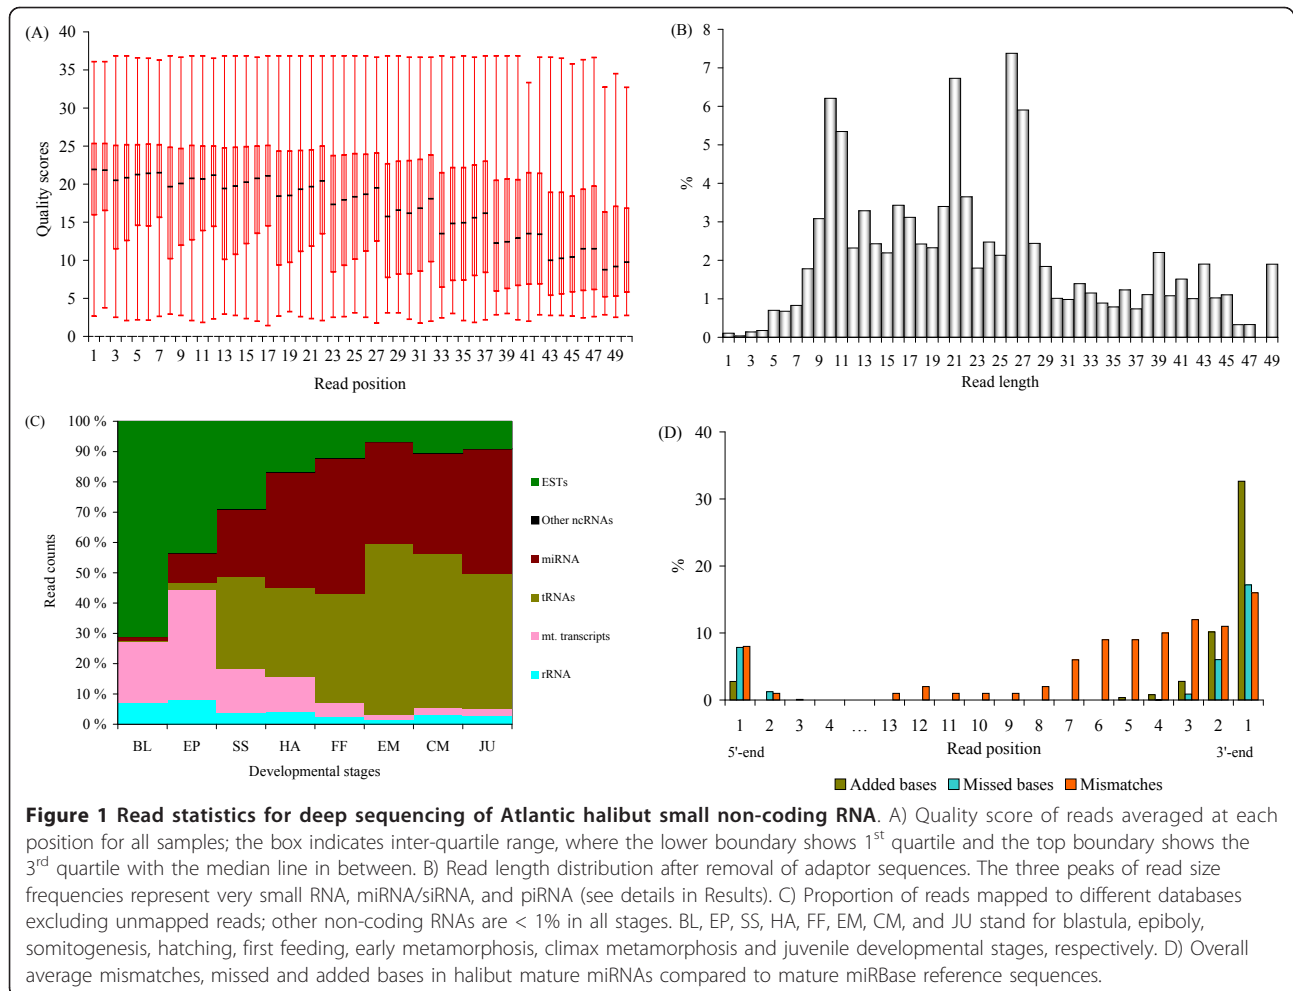 (A)
40
35
30
25
20
15
10
5
0
Quality scores
1 3 5 7 9 11 13 15 17 19 21 23 25 27 29 31 33 35 37 39 41 43 45 47 49
Read position
(B)
8
7
6
5
4
3
2
1
0
%
1 3 5 7 9 11 13 15 17 19 21 23 25 27 29 31 33 35 37 39 41 43 45 47 49
Read length
(C)
100 %
90 %
80 %
70 %
60 %
50 %
40 %
30 %
20 %
10 %
0 %
Read counts
BL EP SS HA FF EM CM JU
Developmental stages
ESTs
Other ncRNAs
miRNA
tRNAs
mt. transcripts
rRNA
(D)
40
30
20
10
0
%
1 2 3 4 ... 13 12 11 10 9 8 7 6 5 4 3 2 1
5'-end Read position 3'-end
Added bases Missed bases Mismatches
Figure 1 Read statistics for deep sequencing of Atlantic halibut small non-coding RNA. A) Quality score of reads averaged at each
position for all samples; the box indicates inter-quartile range, where the lower boundary shows 1st quartile and the top boundary shows the
3rd quartile with the median line in between. B) Read length distribution after removal of adaptor sequences. The three peaks of read size
frequencies represent very small RNA, miRNA/siRNA, and piRNA (see details in Results). C) Proportion of reads mapped to different databases
excluding unmapped reads; other non-coding RNAs are < 1% in all stages. BL, EP, SS, HA, FF, EM, CM, and JU stand for blastula, epiboly,
somitogenesis, hatching, first feeding, early metamorphosis, climax metamorphosis and juvenile developmental stages, respectively. D) Overall
average mismatches, missed and added bases in halibut mature miRNAs compared to mature miRBase reference sequences.